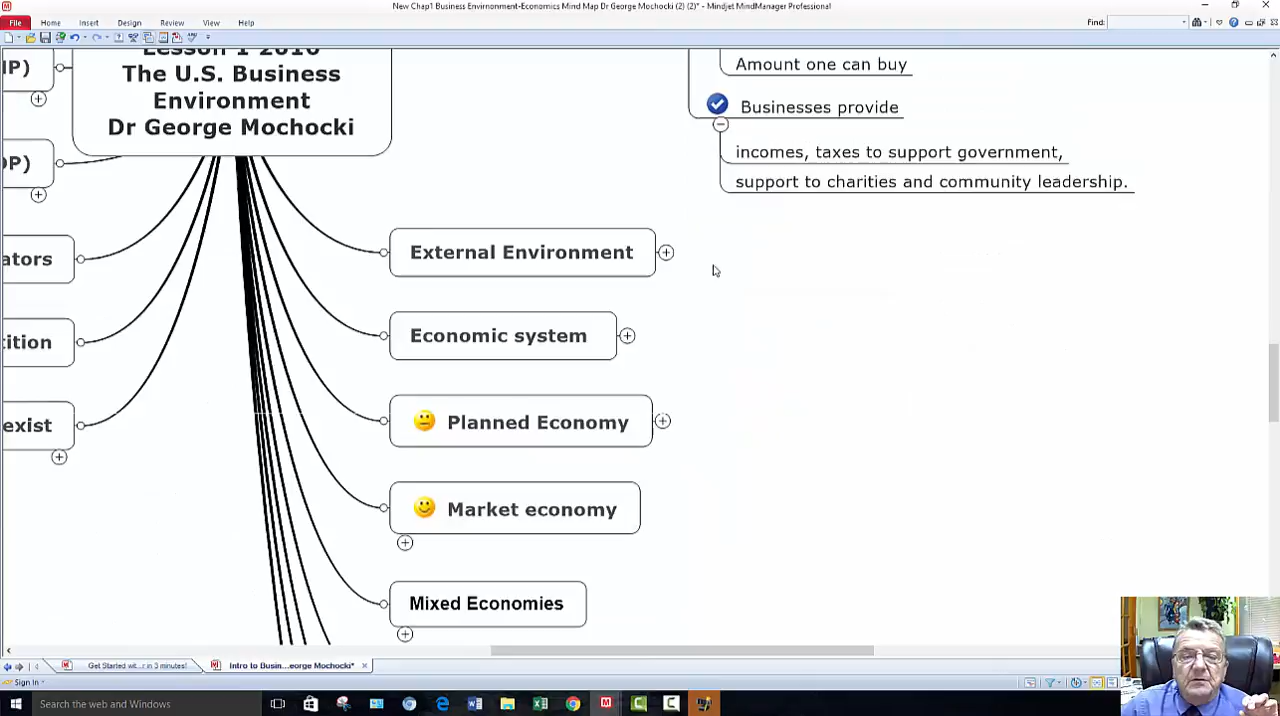 New Chap1 Business Envirornment-Economics Mind Map Dr George Mochocki (2) (2)* - Mindjet MindManager Professional
File Home Insert Design Review View Help
Find:
Lesson 1 2016
The U.S. Business
Environment
Dr George Mochocki
IP)
OP)
ators
tition
exist
Amount one can buy
Businesses provide
incomes, taxes to support government,
support to charities and community leadership.
External Environment
Economic system
Planned Economy
Market economy
Mixed Economies
Get Started wit...r in 3 minutes!
Intro to Busin...eorge Mochocki*
Sign In
Search the web and Windows